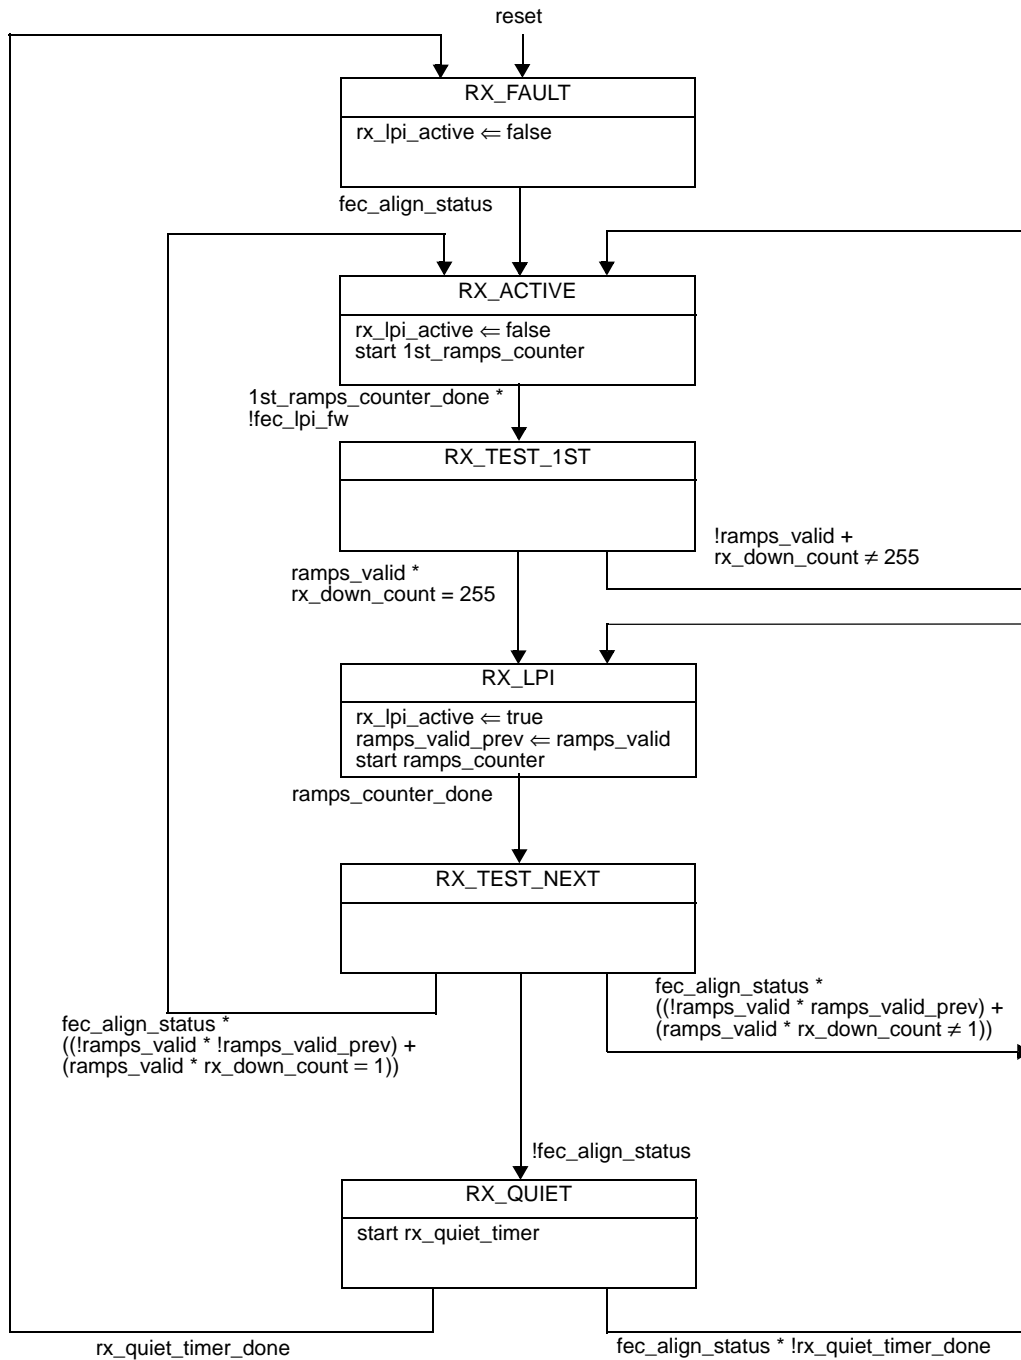 reset
RX_FAULT
rx_lpi_active ⇐ false
fec_align_status
RX_ACTIVE
rx_lpi_active ⇐ false
start 1st_ramps_counter
1st_ramps_counter_done *
!fec_lpi_fw
RX_TEST_1ST
!ramps_valid +
rx_down_count ≠ 255
ramps_valid *
rx_down_count = 255
RX_LPI
rx_lpi_active ⇐ true
ramps_valid_prev ⇐ ramps_valid
start ramps_counter
ramps_counter_done
RX_TEST_NEXT
fec_align_status *
((!ramps_valid * !ramps_valid_prev) +
(ramps_valid * rx_down_count = 1))
fec_align_status *
((!ramps_valid * ramps_valid_prev) +
(ramps_valid * rx_down_count ≠ 1))
!fec_align_status
RX_QUIET
start rx_quiet_timer
rx_quiet_timer_done
fec_align_status * !rx_quiet_timer_done